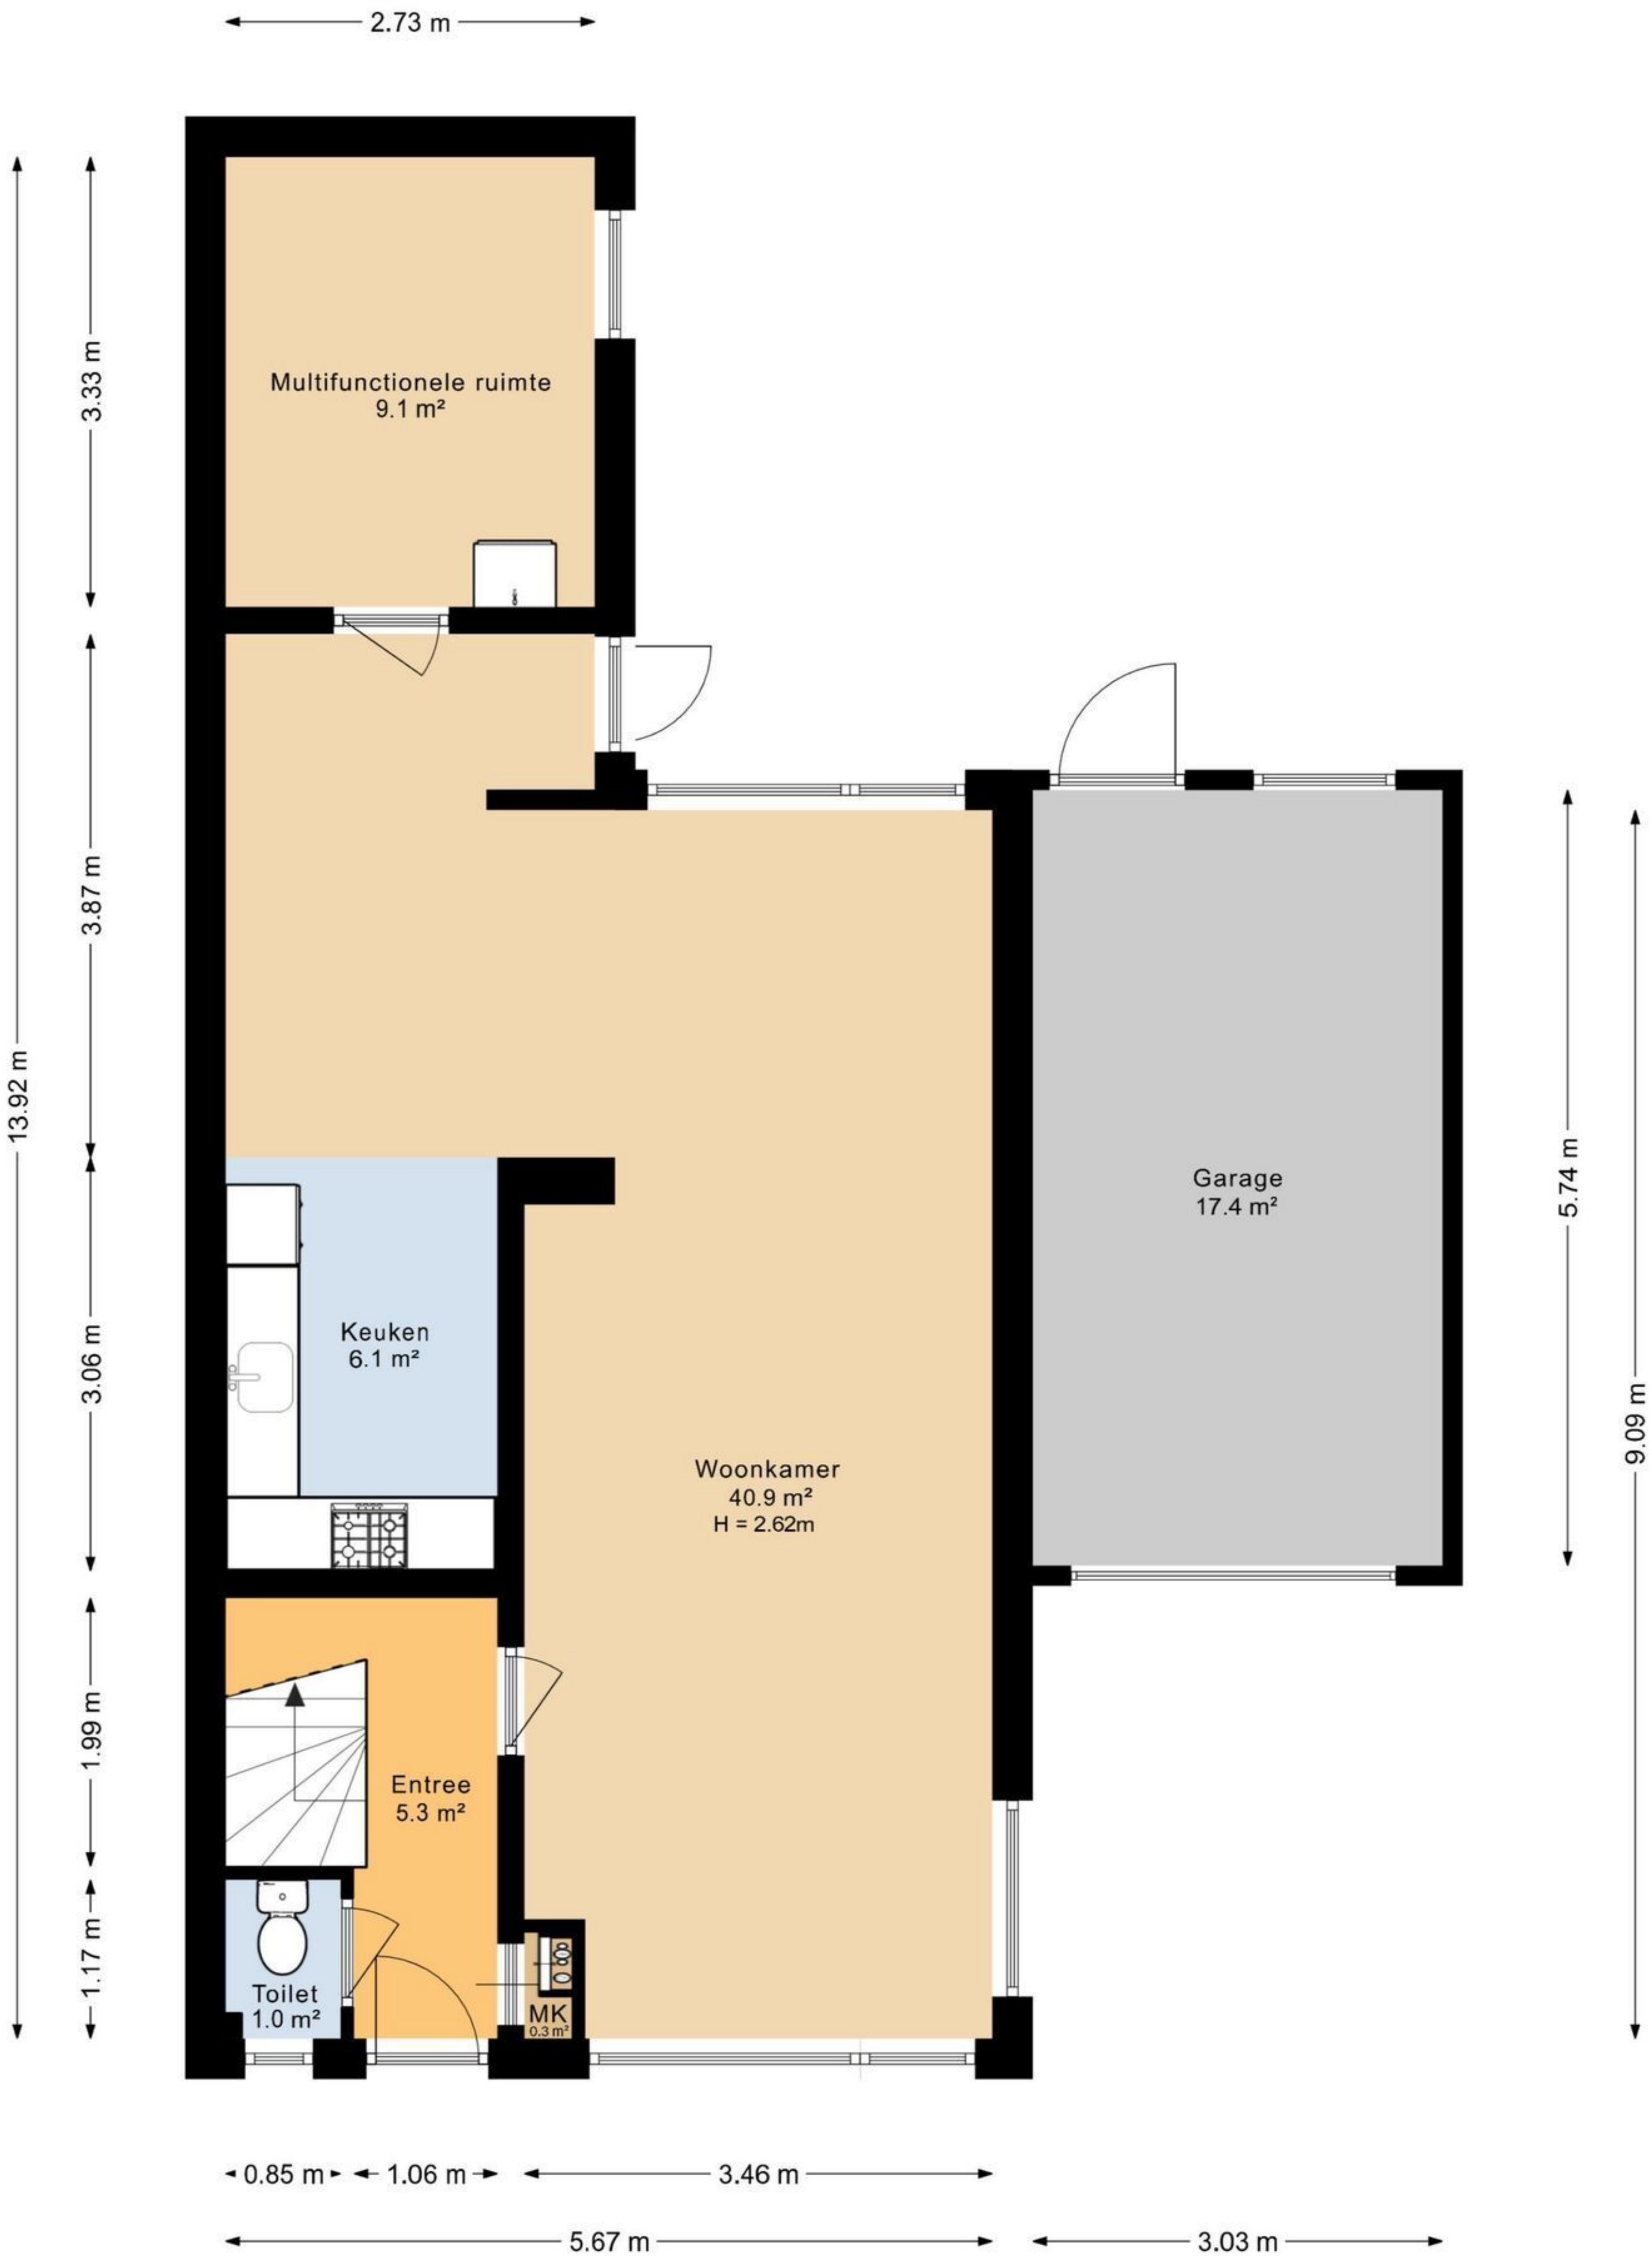 2.73 m
Multifunctionele ruimte
9.1 m²
3.33 m
3.87 m
13.92 m
Garage
17.4 m²
5.74 m
Keuken
6.1 m²
3.06 m
9.09 m
Woonkamer
40.9 m²
H = 2.62m
1.99 m
Entree
5.3 m²
1.17 m
Toilet
1.0 m²
MK
0.3 m²
0.85 m
1.06 m
3.46 m
5.67 m
3.03 m